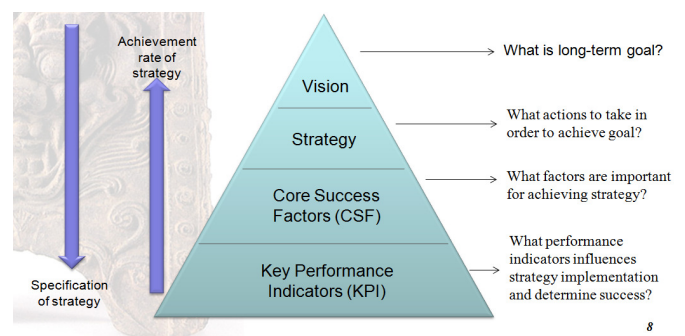 Achievement
rate of
strategy
Specification
of strategy
Vision
Strategy
Core Success
Factors (CSF)
Key Performance
Indicators (KPI)
What is long-term goal?
What actions to take in
order to achieve goal?
What factors are important
for achieving strategy?
What performance
indicators influences
strategy implementation
and determine success?
8